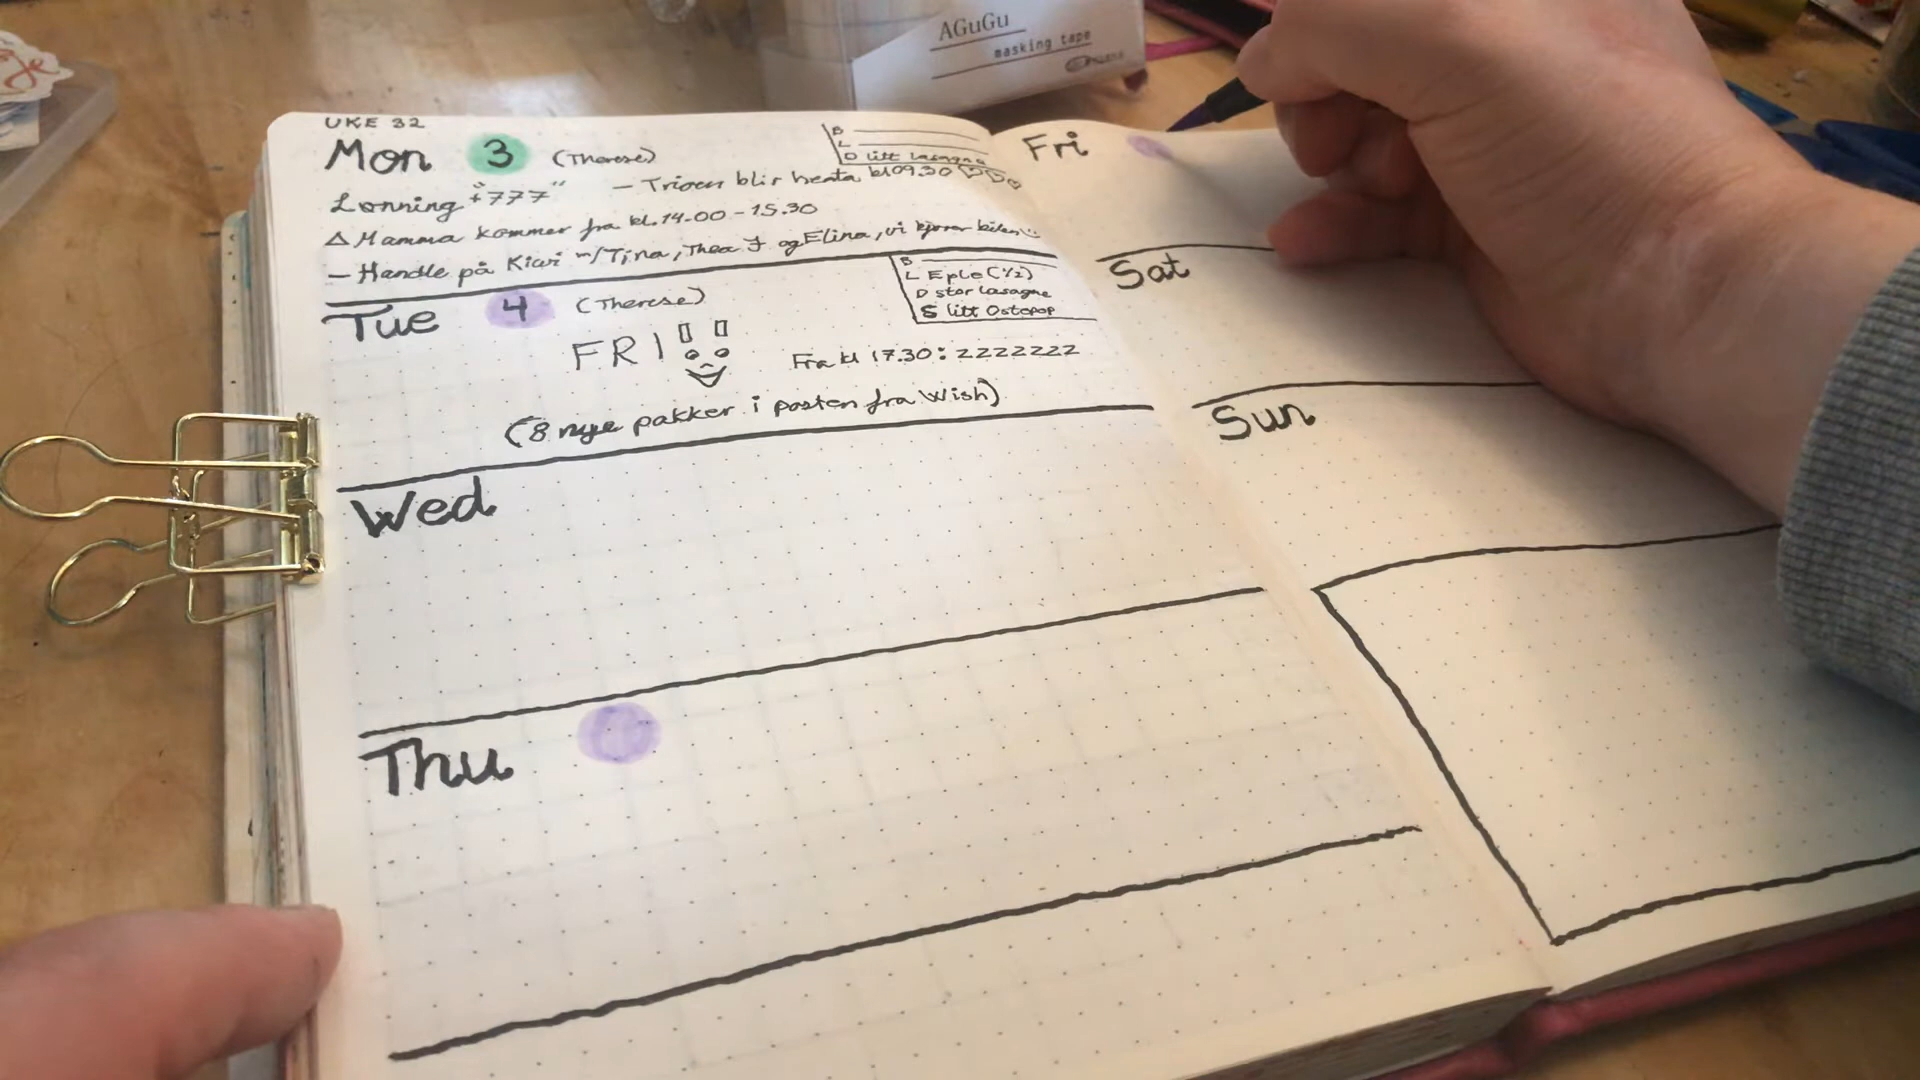 AGuGu
masking tape
UKE 32
Mon 3 (Therese)
B
L
D litt lasagne
Lønning "+777" - Trioen blir henta kl 09.30
△ Mamma kommer fra kl. 14.00 - 15.30
- Handle på Kiwi m/Tina, Thea J og Elina, vi kjører bilen
Tue 4 (Therese)
B
L Eple (1/2)
D stor lasagne
S litt Ostepop
FRI!!
Fra kl 17.30: ZZZZZZZ
(8 nye pakker i posten fra Wish)
Wed
Thu
Fri
Sat
Sun